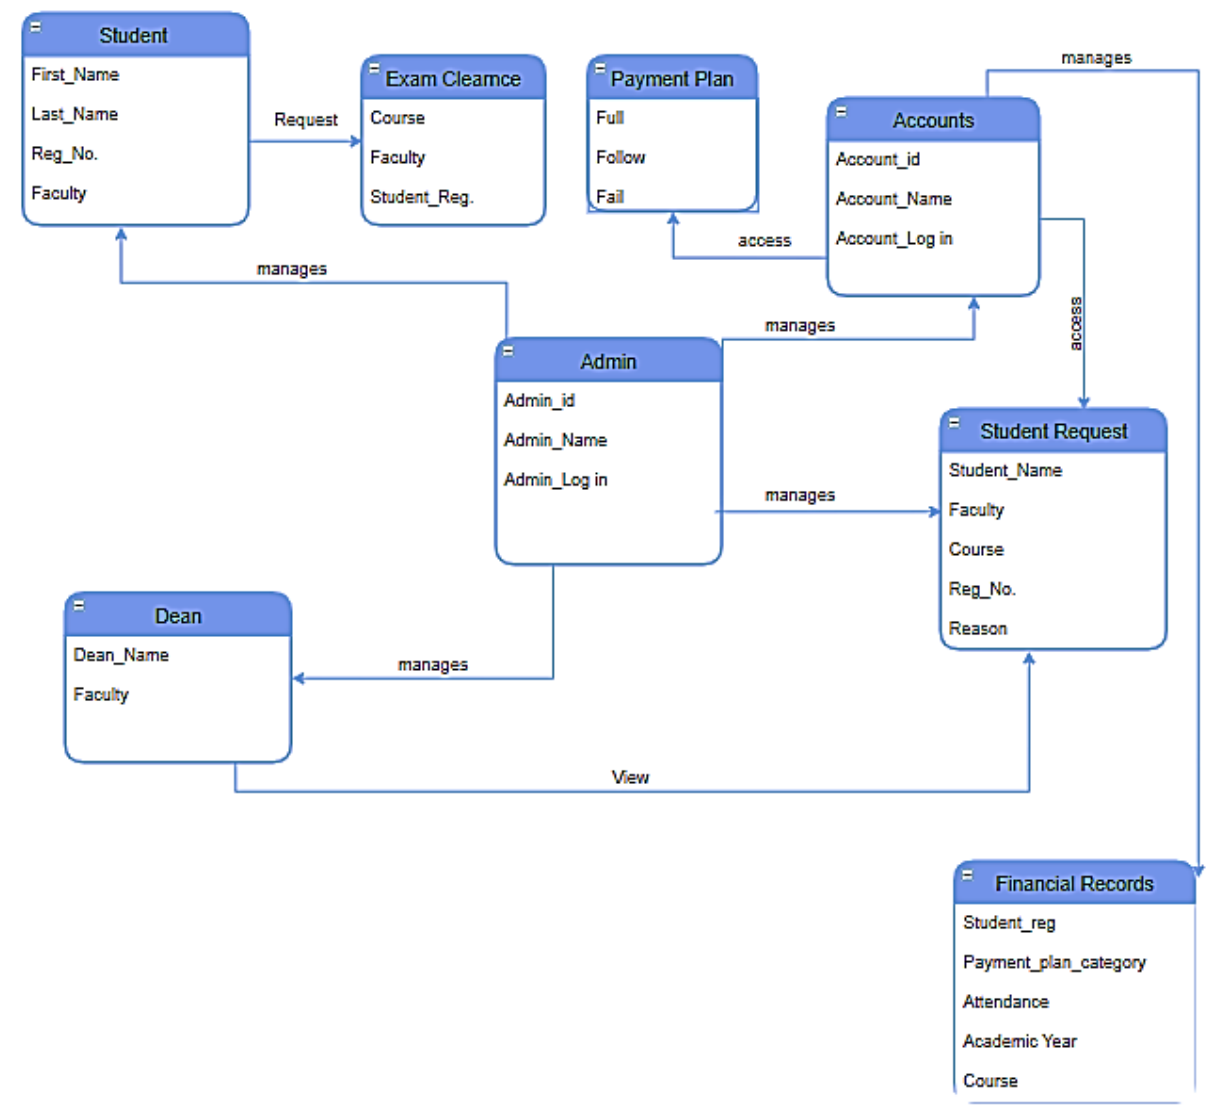 Student
First_Name
Last_Name
Reg_No.
Faculty
Request
Exam Clearnce
Course
Faculty
Student_Reg.
Payment Plan
Full
Follow
Fail
manages
Accounts
Account_id
Account_Name
Account_Log in
access
access
manages
manages
Admin
Admin_id
Admin_Name
Admin_Log in
manages
Student Request
Student_Name
Faculty
Course
Reg_No.
Reason
Dean
Dean_Name
Faculty
manages
View
Financial Records
Student_reg
Payment_plan_category
Attendance
Academic Year
Course